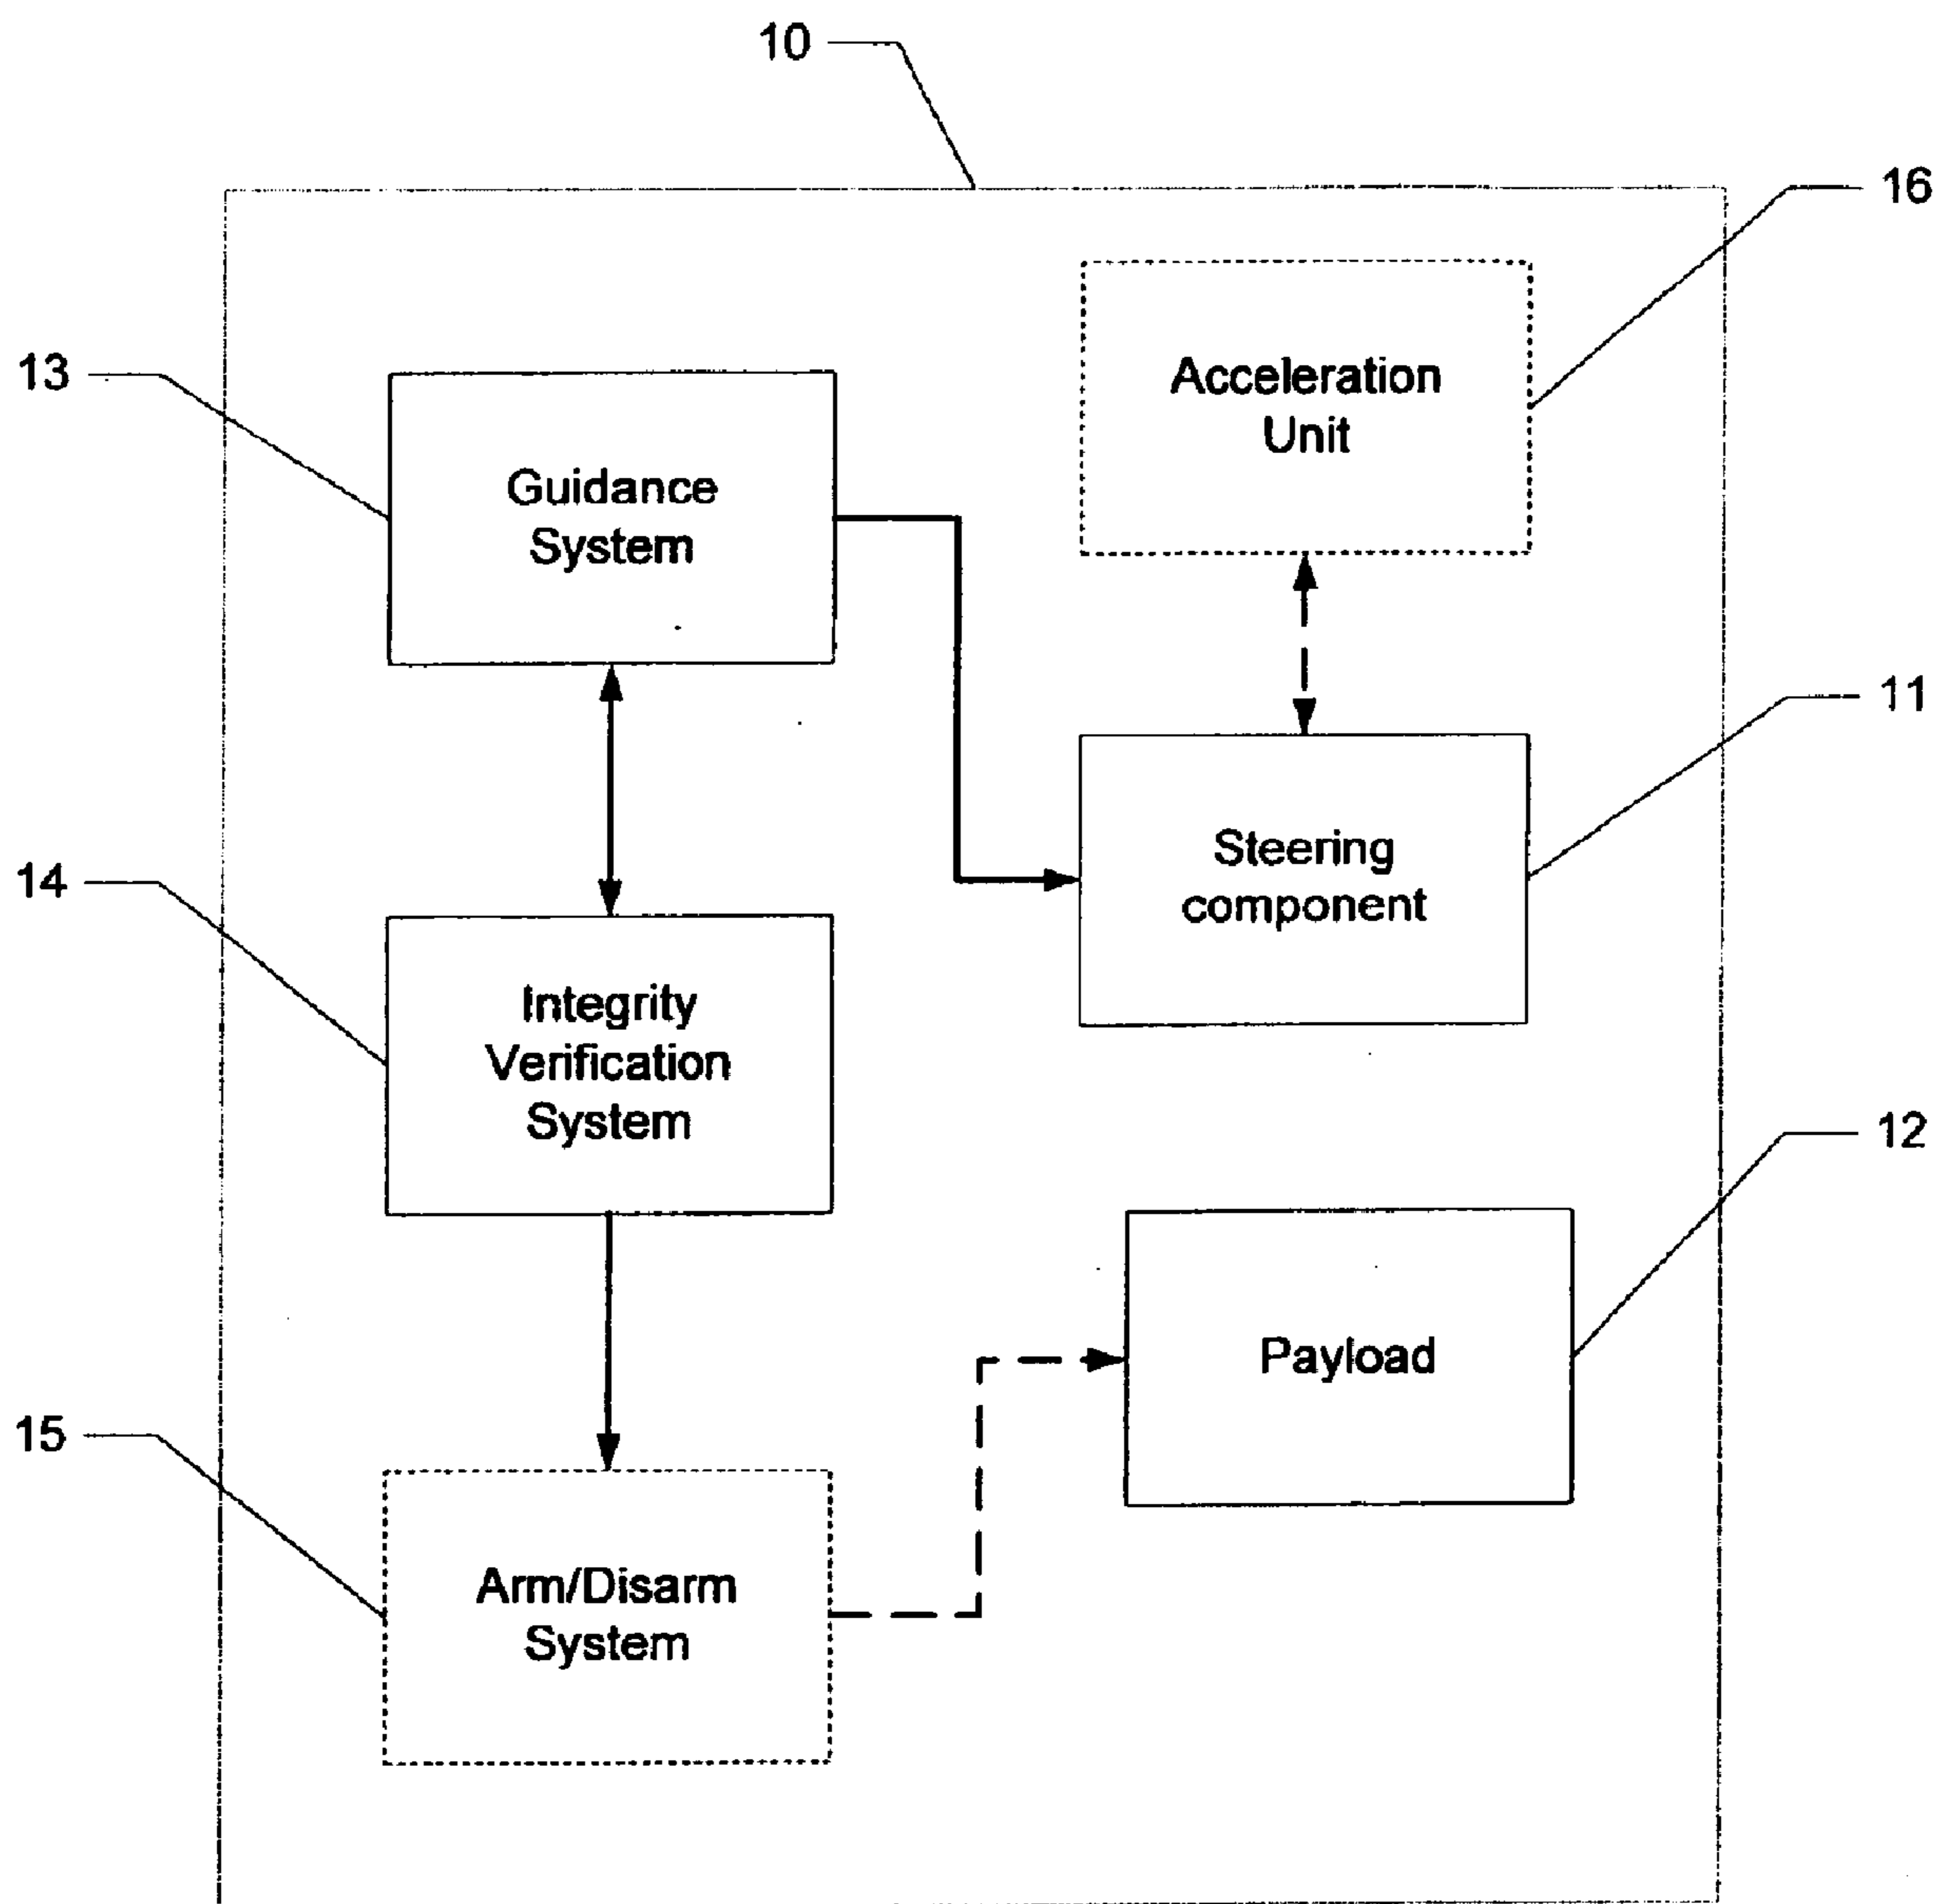 10
16
Acceleration
Unit
13
Guidance
System
11
Steering
component
14
Integrity
Verification
System
12
Payload
15
Arm/Disarm
System